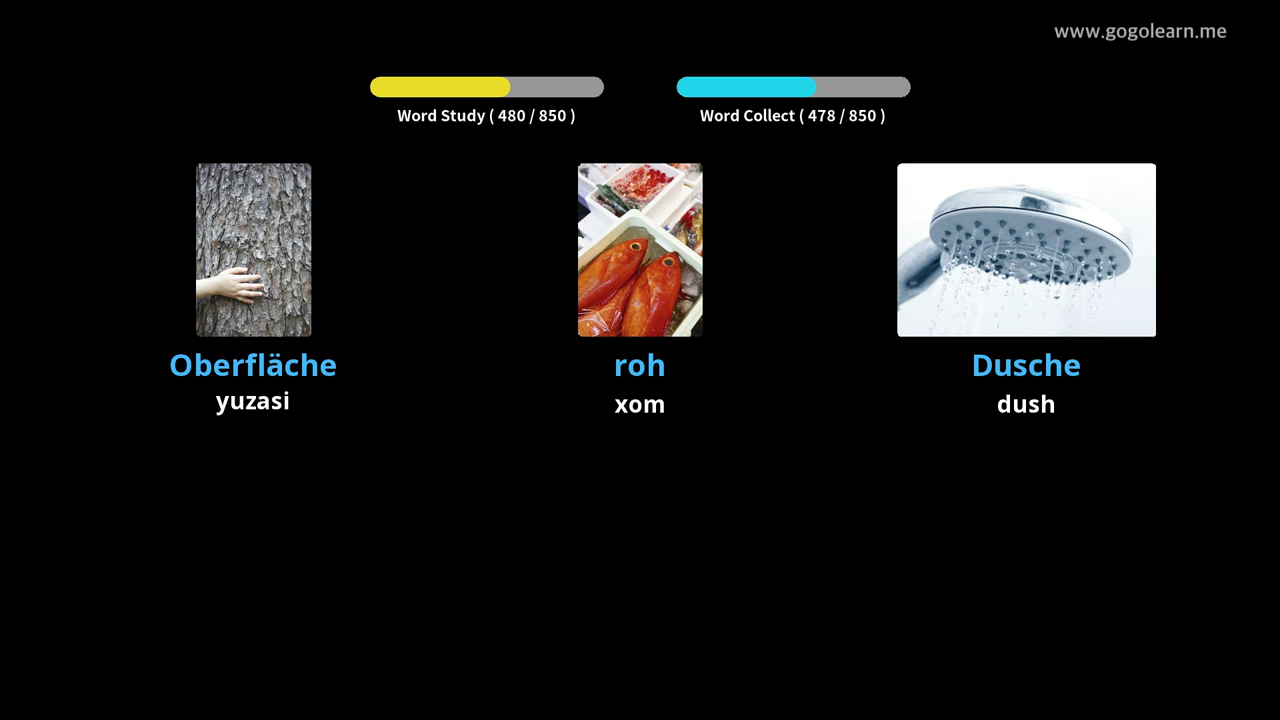 www.gogolearn.me
Word Study ( 480 / 850 )
Word Collect ( 478 / 850 )
Oberfläche
yuzasi
roh
xom
Dusche
dush